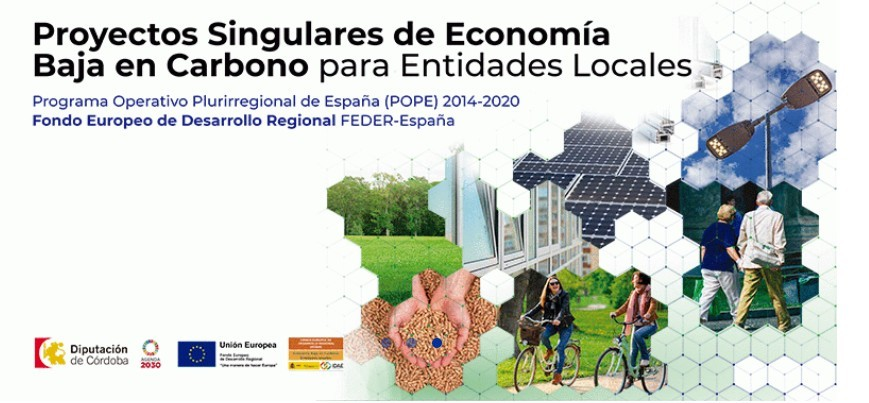 Proyectos Singulares de Economía
Baja en Carbono para Entidades Locales
Programa Operativo Plurirregional de España (POPE) 2014-2020
Fondo Europeo de Desarrollo Regional FEDER-España
Diputación
de Córdoba
AGENDA
2030
Unión Europea
Fondo Europeo
de Desarrollo Regional
"Una manera de hacer Europa"
IDAE